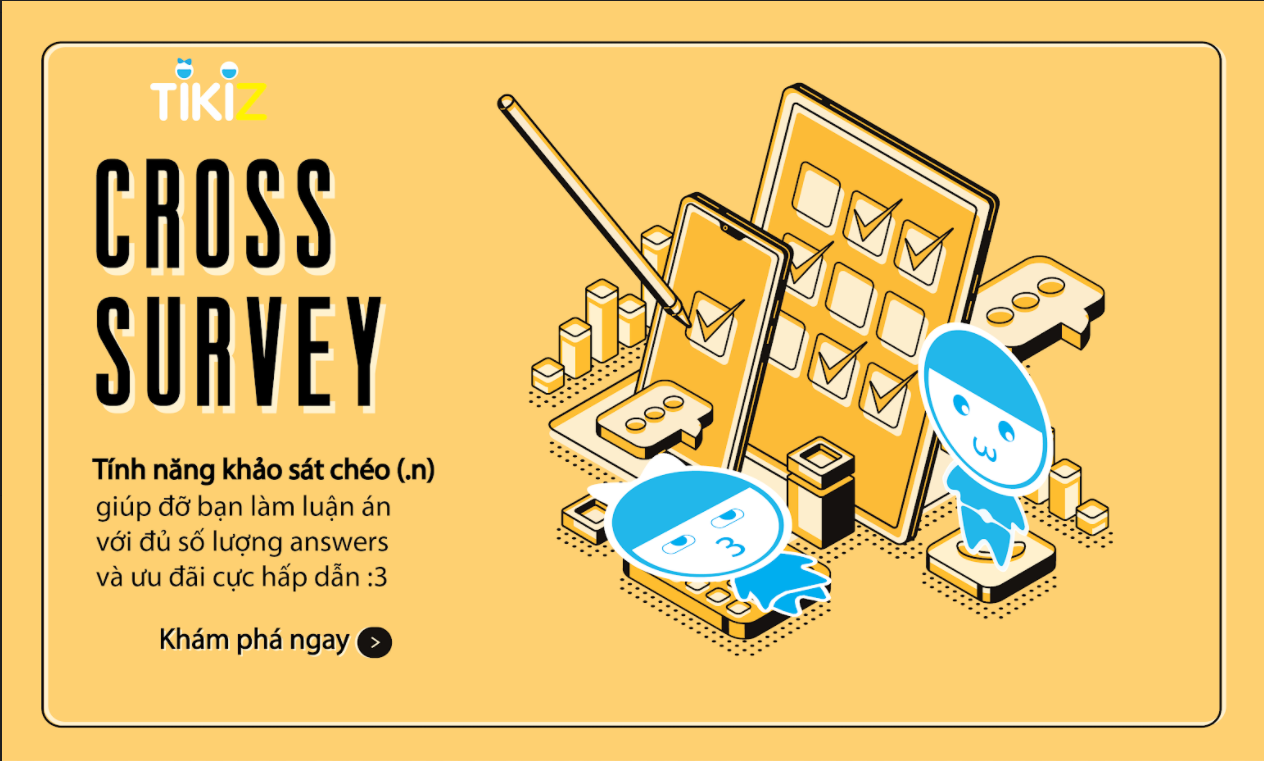 TIKIZ
CROSS
SURVEY
Tính năng khảo sát chéo (.n)
giúp đỡ bạn làm luận án
với đủ số lượng answers
và ưu đãi cực hấp dẫn :3
Khám phá ngay >